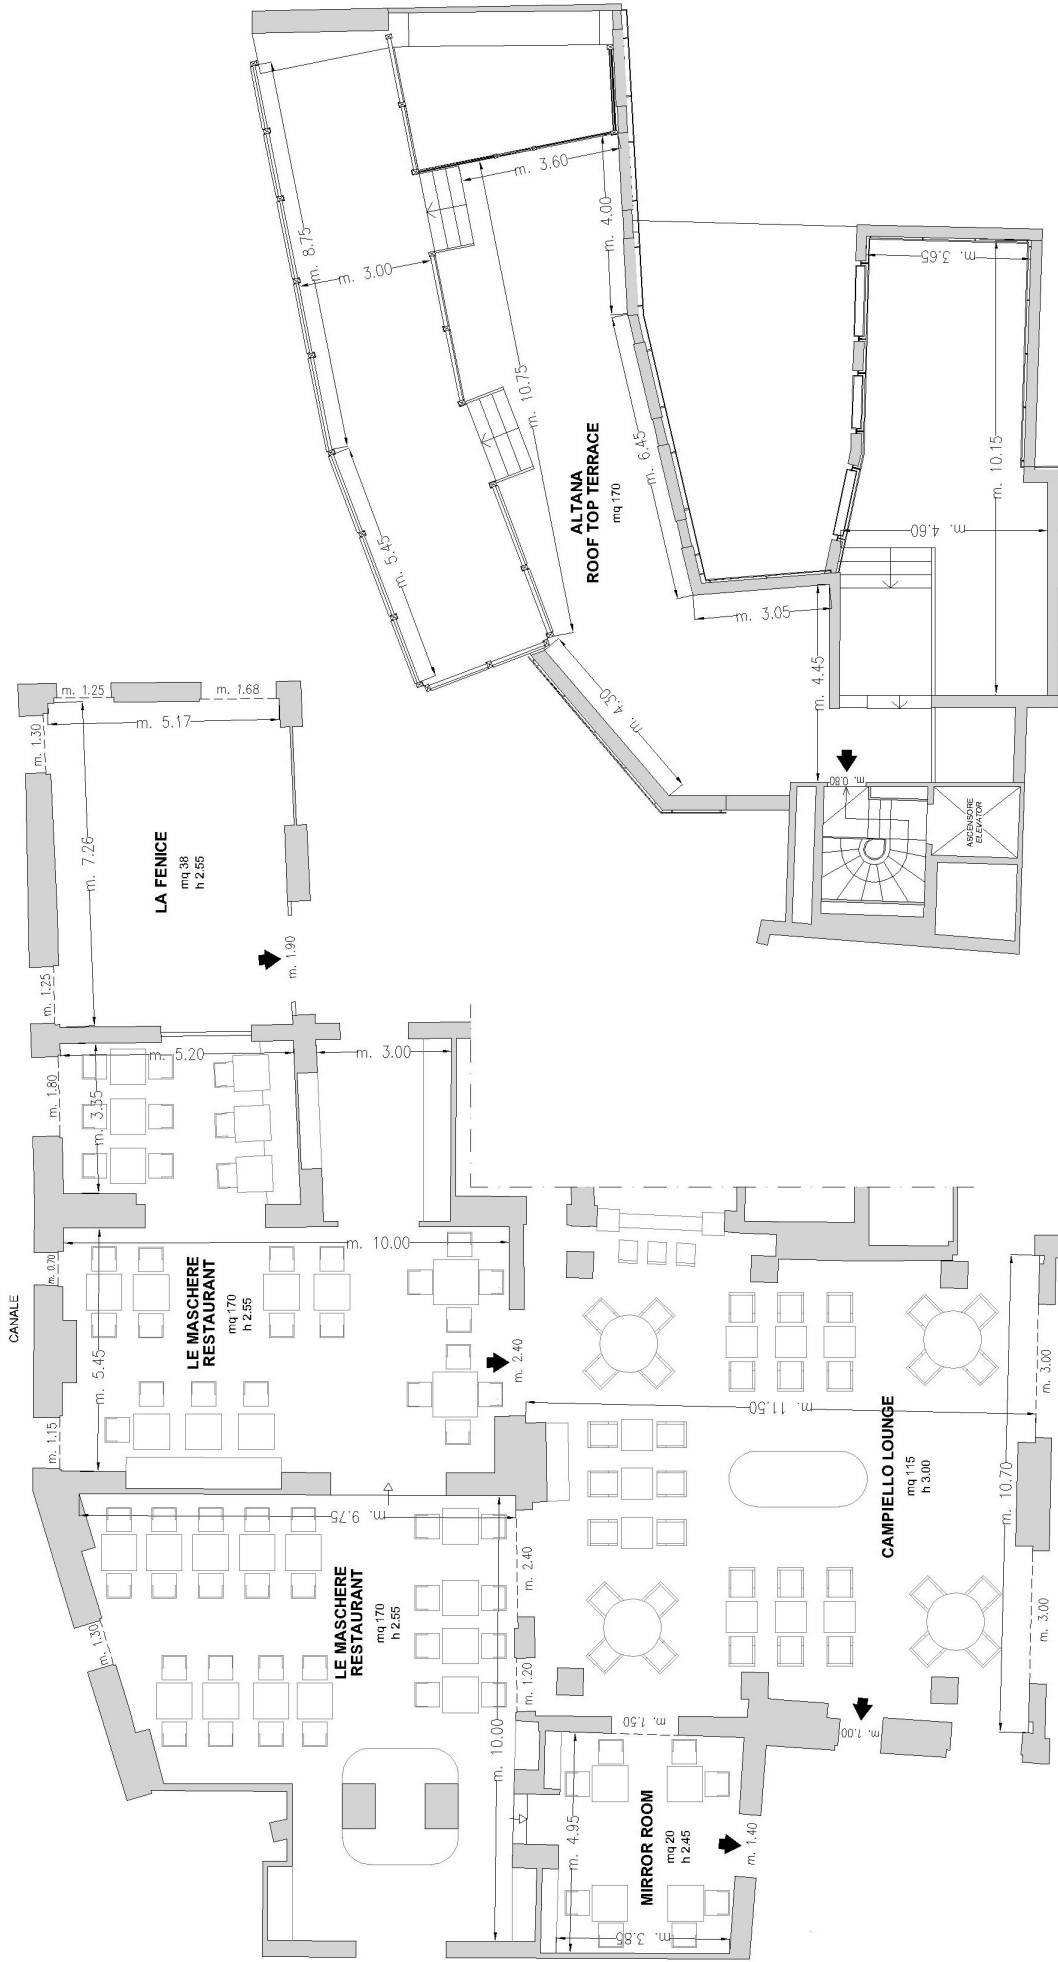 m. 8.75
m. 3.00
m. 3.60
m. 4.00
m. 10.75
m. 5.45
m. 6.45
ALTANA
ROOF TOP TERRACE
mq 170
m. 3.05
m. 4.30
m. 4.45
m. 3.65
m. 10.15
m. 4.60
m. 0.80
ASCENSORE
ELEVATOR
m. 1.25
m. 1.68
m. 5.17
m. 1.30
m. 7.26
LA FENICE
mq 38
h 2.55
m. 1.25
m. 1.90
m. 5.20
m. 3.00
m. 1.80
m. 3.35
CANALE
m. 0.70
m. 10.00
LE MASCHERE
RESTAURANT
mq 170
h 2.55
m. 5.45
m. 2.40
m. 1.15
m. 9.75
LE MASCHERE
RESTAURANT
mq 170
h 2.55
m. 1.30
m. 2.40
m. 1.20
m. 10.00
m. 11.50
CAMPIELLO LOUNGE
mq 115
h 3.00
m. 3.00
m. 10.70
m. 3.00
m. 1.50
m. 1.00
m. 4.95
MIRROR ROOM
mq 20
h 2.45
m. 1.40
m. 3.85